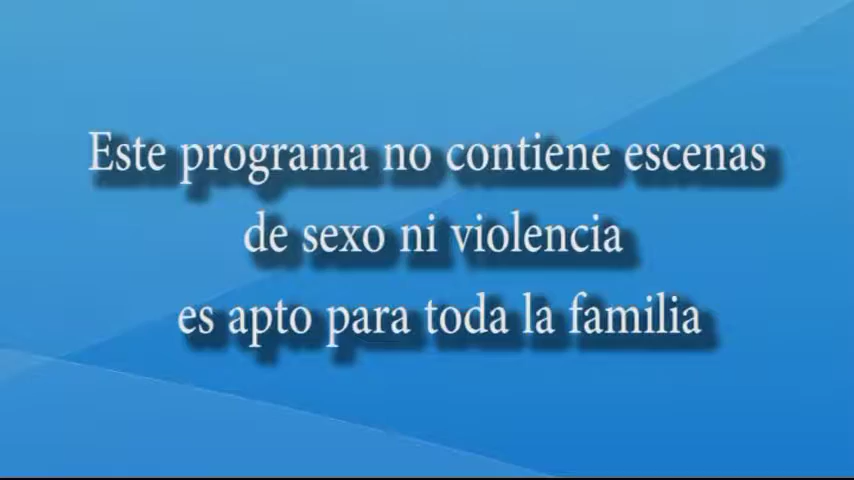 Este programa no contiene escenas
de sexo ni violencia
es apto para toda la familia